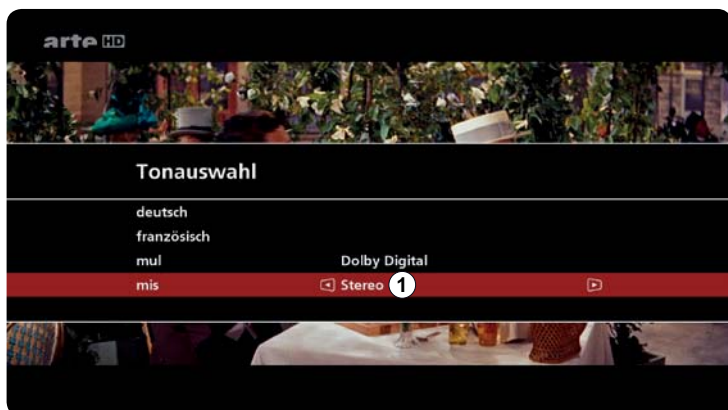 arte HD
Tonauswahl
deutsch
französisch
mul Dolby Digital
mis Stereo 1